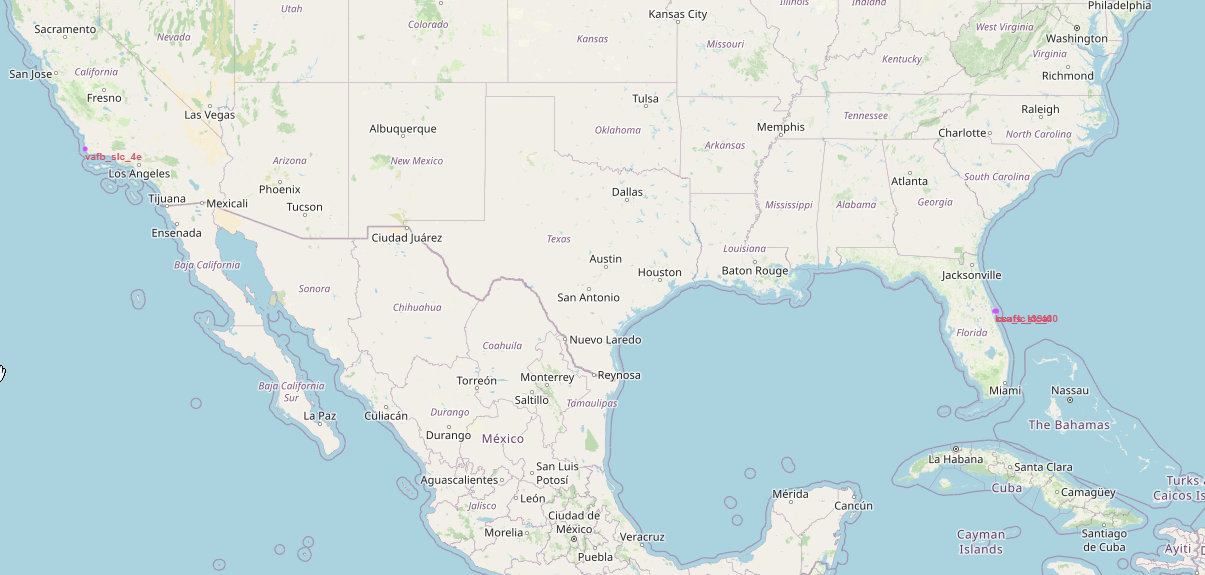 Utah
Colorado
Kansas City
Illinois
Indiana
Philadelphia
Sacramento
Nevada
Kansas
Missouri
West Virginia
Washington
San Jose
California
Kentucky
Virginia
Richmond
Fresno
Las Vegas
Tulsa
Raleigh
Albuquerque
Oklahoma
Memphis
Tennessee
Charlotte
North Carolina
vafb_slc_4e
Arizona
New Mexico
Arkansas
Los Angeles
Phoenix
Dallas
Atlanta
South Carolina
Tijuana
Mexicali
Tucson
Mississippi
Alabama
Georgia
Ensenada
Ciudad Juárez
Texas
Louisiana
Baja California
Austin
Houston
Baton Rouge
Jacksonville
Sonora
San Antonio
Chihuahua
Florida
Coahuila
Nuevo Laredo
Torreón
Monterrey
Reynosa
Baja California
Sur
Saltillo
Tamaulipas
Miami
Nassau
La Paz
Culiacán
Durango
The Bahamas
Durango
México
La Habana
San Luis
Potosí
Santa Clara
Aguascalientes
Cuba
Camagüey
Turks
Caicos Is
León
Mérida
Cancún
Jalisco
Ciudad de
México
Morelia
Veracruz
Cayman
Islands
Santiago
de Cuba
Puebla
Ayiti